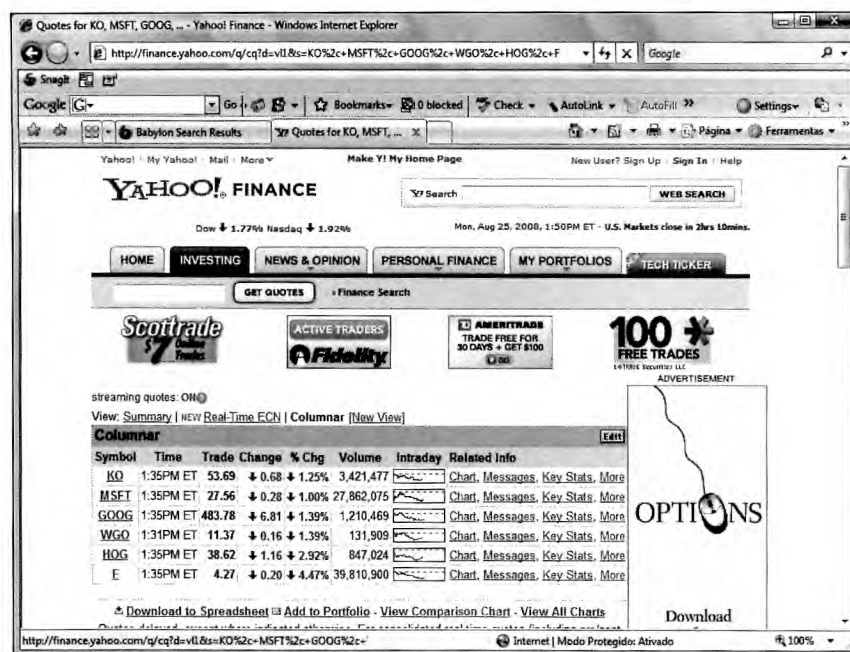 Quotes for KO, MSFT, GOOG, ... - Yahoo! Finance - Windows Internet Explorer
http://finance.yahoo.com/q/cq?d=vl1&s=KO%2c+MSFT%2c+GOOG%2c+WGO%2c+HOG%2c+F Google
SnagIt
Google G Go Bookmarks 0 blocked Check AutoLink AutoFill » Settings
Babylon Search Results Quotes for KO, MSFT, ... X Página Ferramentas »
Yahoo! My Yahoo! Mail More Make Y! My Home Page New User? Sign Up Sign In Help
YAHOO! FINANCE Y! Search WEB SEARCH
Dow ↓ 1.77% Nasdaq ↓ 1.92% Mon, Aug 25, 2008, 1:50PM ET - U.S. Markets close in 2hrs 10mins.
HOME INVESTING NEWS & OPINION PERSONAL FINANCE MY PORTFOLIOS TECH TICKER
GET QUOTES » Finance Search
Scottrade ACTIVE TRADERS AMERITRADE 100
$7 Online Trades Fidelity TRADE FREE FOR FREE TRADES
30 DAYS + GET $100 E*TRADE Securities LLC
GO
ADVERTISEMENT
streaming quotes: ON
View: Summary | NEW Real-Time ECN | Columnar [New View]
Columnar Edit
Symbol Time Trade Change % Chg Volume Intraday Related Info
KO 1:35PM ET 53.69 ↓ 0.68 ↓ 1.25% 3,421,477 Chart, Messages, Key Stats, More
MSFT 1:35PM ET 27.56 ↓ 0.28 ↓ 1.00% 27,862,075 Chart, Messages, Key Stats, More
GOOG 1:35PM ET 483.78 ↓ 6.81 ↓ 1.39% 1,210,469 Chart, Messages, Key Stats, More
WGO 1:31PM ET 11.37 ↓ 0.16 ↓ 1.39% 131,909 Chart, Messages, Key Stats, More
HOG 1:35PM ET 38.62 ↓ 1.16 ↓ 2.92% 847,024 Chart, Messages, Key Stats, More
F 1:35PM ET 4.27 ↓ 0.20 ↓ 4.47% 39,810,900 Chart, Messages, Key Stats, More
OPTIONS
Download to Spreadsheet Add to Portfolio - View Comparison Chart - View All Charts
Download
http://finance.yahoo.com/q/cq?d=vl1&s=KO%2c+MSFT%2c+GOOG%2c+ Internet | Modo Protegido: Ativado 100%